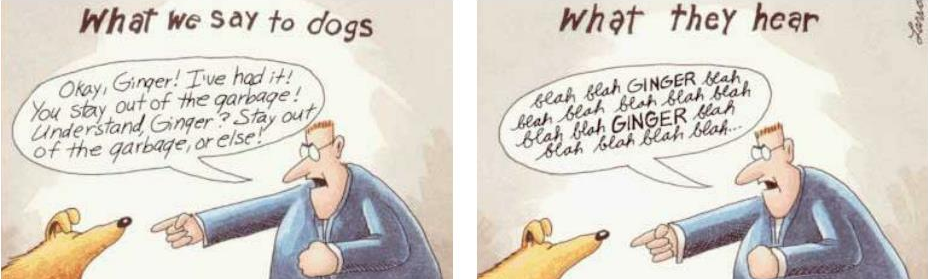 What we say to dogs
Okay, Ginger! I've had it!
You stay out of the garbage!
Understand, Ginger? Stay out
of the garbage, or else!
What they hear
blah blah GINGER blah
blah blah blah blah blah
blah blah GINGER blah
blah blah blah blah...